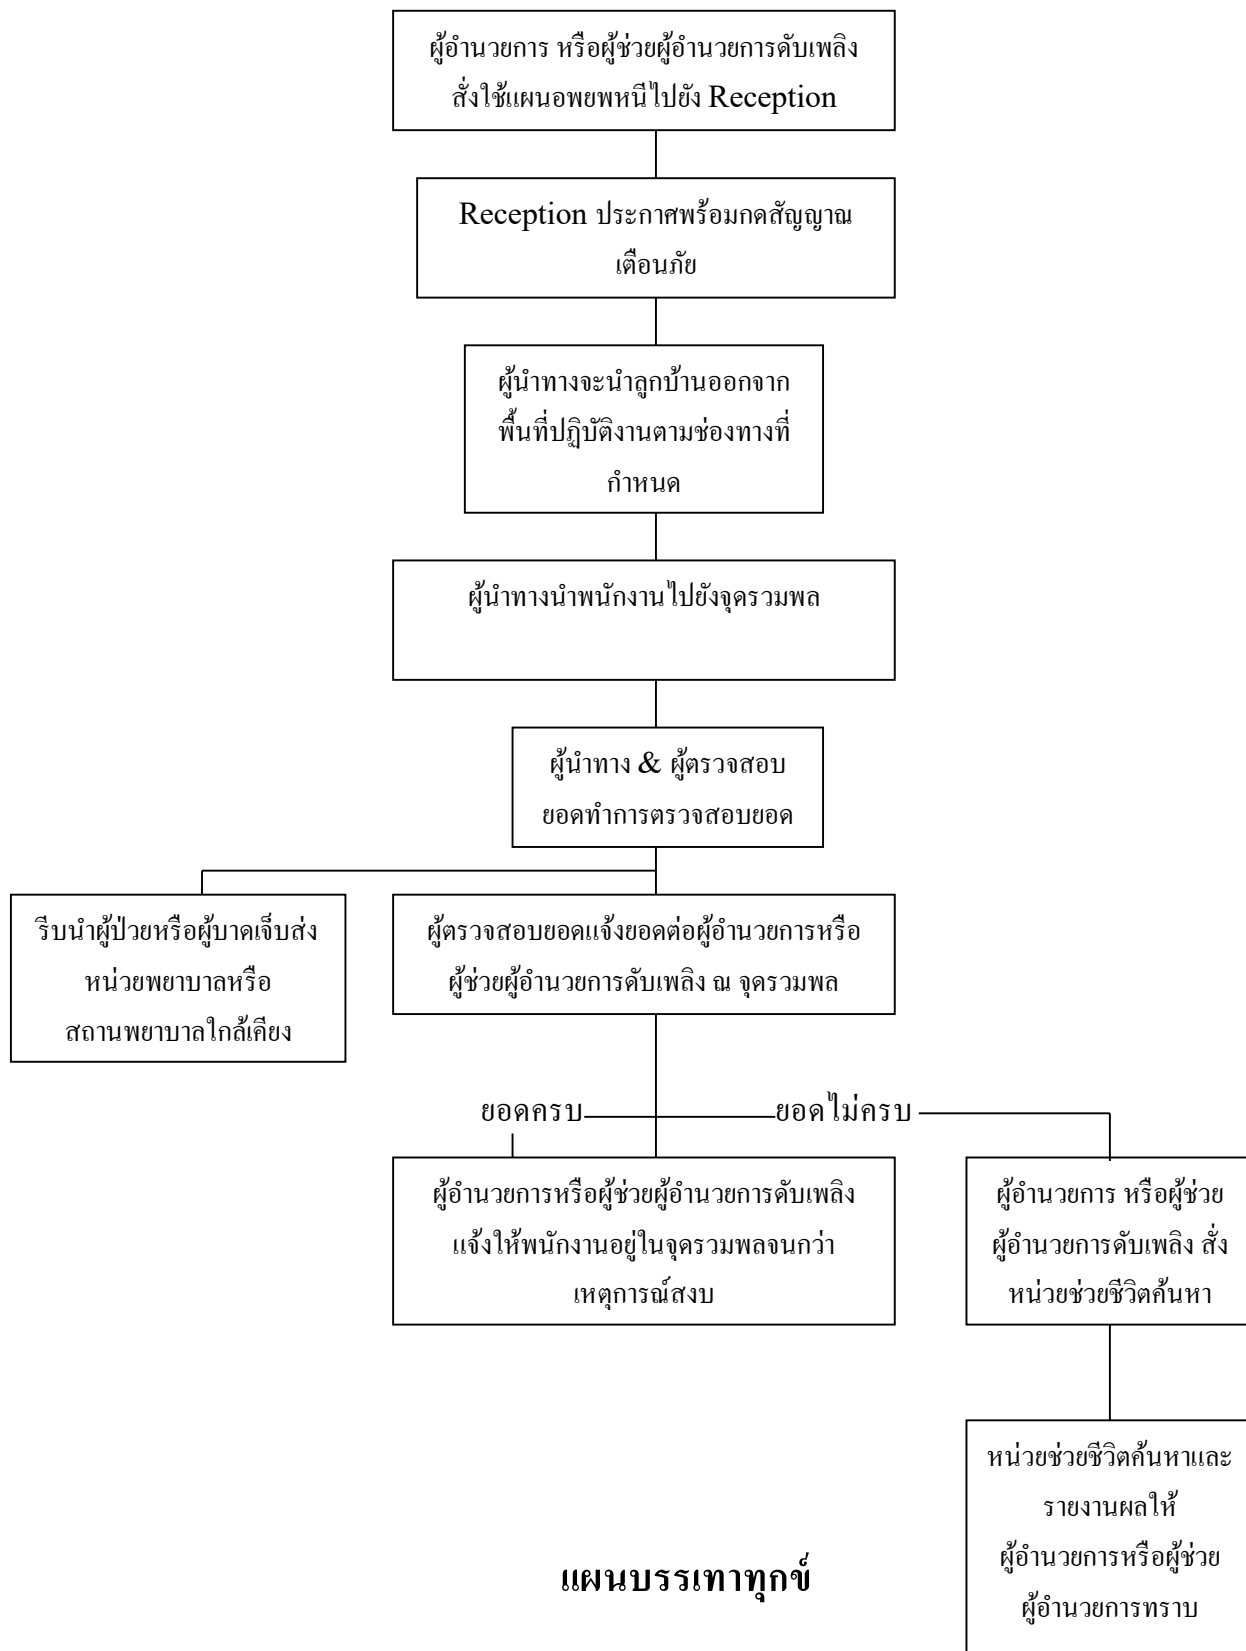 ผู้อำนวยการ หรือผู้ช่วยผู้อำนวยการดับเพลิง
สั่งใช้แผนอพยพหนีไปยัง Reception
Reception ประกาศพร้อมกดสัญญาณ
เตือนภัย
ผู้นำทางจะนำลูกบ้านออกจาก
พื้นที่ปฏิบัติงานตามช่องทางที่
กำหนด
ผู้นำทางนำพนักงานไปยังจุดรวมพล
ผู้นำทาง & ผู้ตรวจสอบ
ยอดทำการตรวจสอบยอด
รีบนำผู้ป่วยหรือผู้บาดเจ็บส่ง
หน่วยพยาบาลหรือ
สถานพยาบาลใกล้เคียง
ผู้ตรวจสอบยอดแจ้งยอดต่อผู้อำนวยการหรือ
ผู้ช่วยผู้อำนวยการดับเพลิง ณ จุดรวมพล
ยอดครบ
ยอดไม่ครบ
ผู้อำนวยการหรือผู้ช่วยผู้อำนวยการดับเพลิง
แจ้งให้พนักงานอยู่ในจุดรวมพลจนกว่า
เหตุการณ์สงบ
ผู้อำนวยการ หรือผู้ช่วย
ผู้อำนวยการดับเพลิง สั่ง
หน่วยช่วยชีวิตค้นหา
หน่วยช่วยชีวิตค้นหาและ
รายงานผลให้
ผู้อำนวยการหรือผู้ช่วย
ผู้อำนวยการทราบ
แผนบรรเทาทุกข์